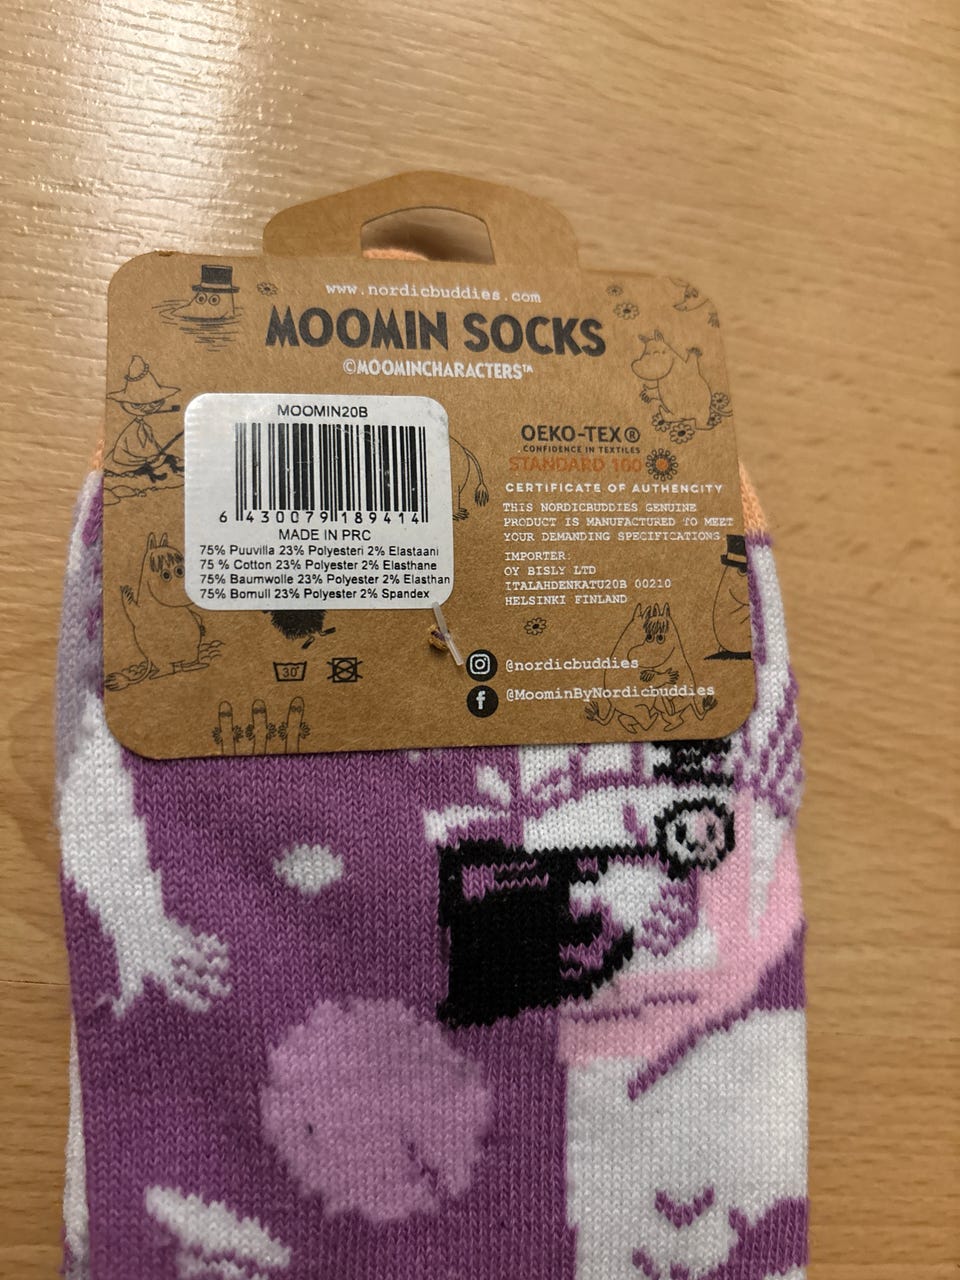 www.nordicbuddies.com
MOOMIN SOCKS
©MOOMINCHARACTERS™
MOOMIN20B
6 430079 189414
MADE IN PRC
75% Puuvilla 23% Polyesteri 2% Elastaani
75 % Cotton 23% Polyester 2% Elasthane
75% Baumwolle 23% Polyester 2% Elasthan
75% Bomull 23% Polyester 2% Spandex
30°
OEKO-TEX®
CONFIDENCE IN TEXTILES
STANDARD 100
CERTIFICATE OF AUTHENCITY
THIS NORDICBUDDIES GENUINE
PRODUCT IS MANUFACTURED TO MEET
YOUR DEMANDING SPECIFICATIONS.
IMPORTER:
OY BISLY LTD
ITALAHDENKATU20B 00210
HELSINKI FINLAND
@nordicbuddies
f @MoominByNordicbuddies